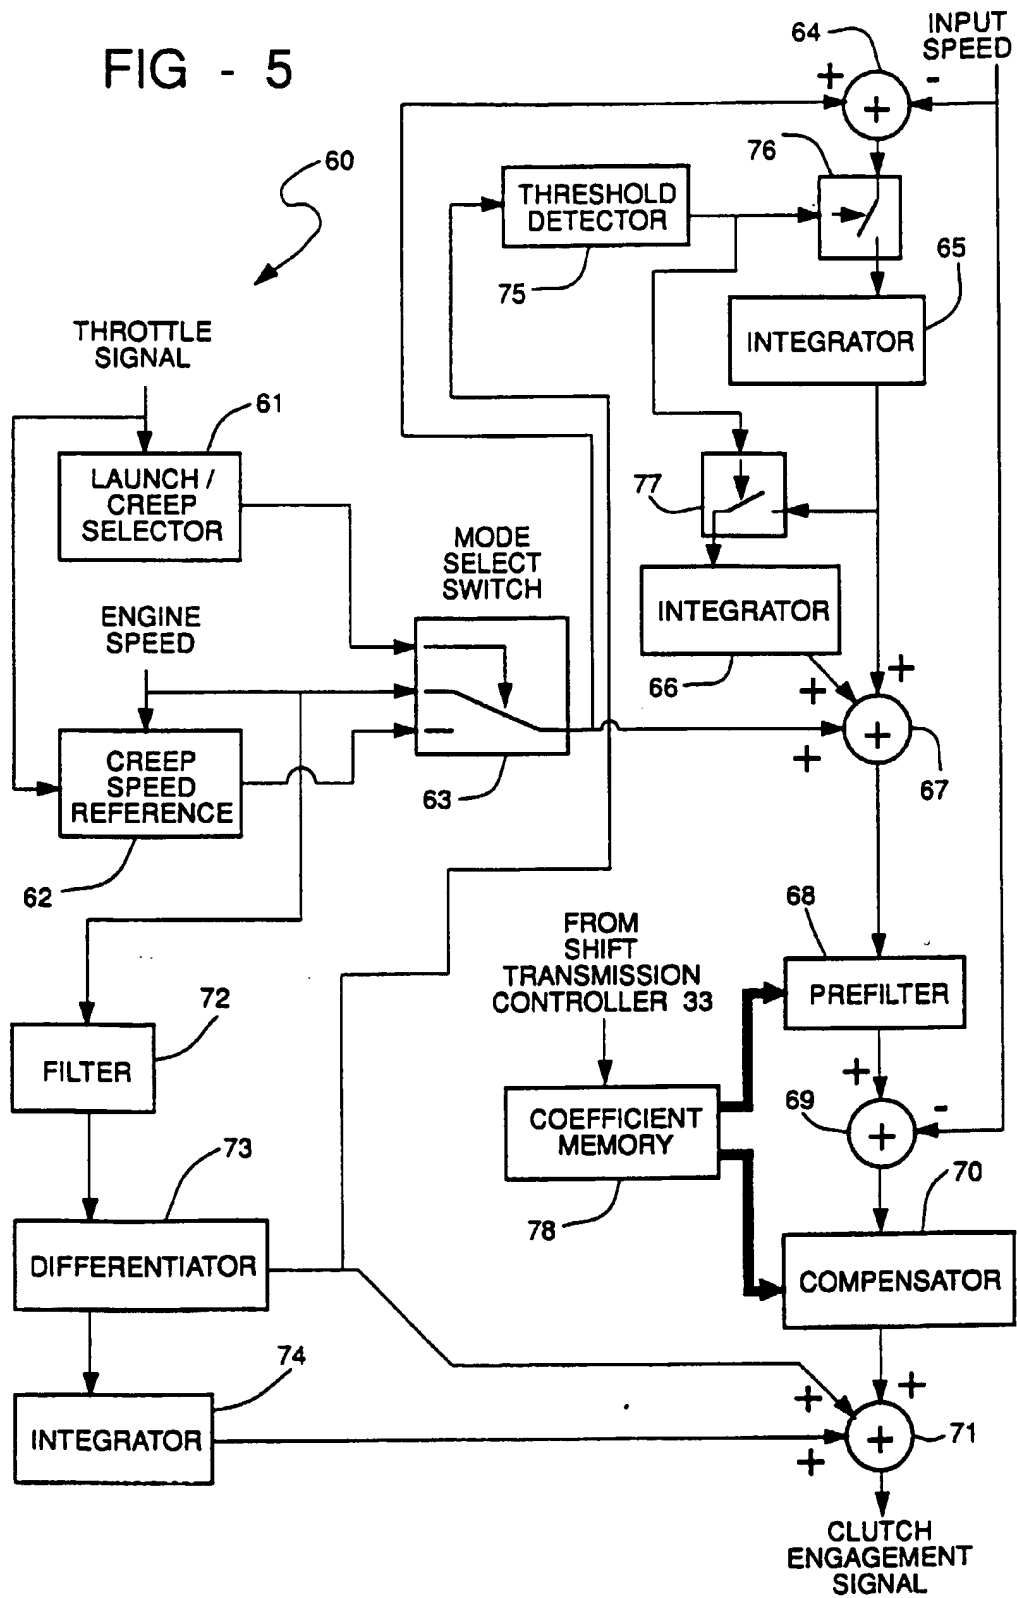 FIG - 5
INPUT
SPEED
64
+
-
+
60
76
THRESHOLD
DETECTOR
75
65
INTEGRATOR
THROTTLE
SIGNAL
61
LAUNCH /
CREEP
SELECTOR
77
MODE
SELECT
SWITCH
INTEGRATOR
66
ENGINE
SPEED
+
+
+
+
67
63
CREEP
SPEED
REFERENCE
62
FROM
SHIFT
TRANSMISSION
CONTROLLER 33
68
PREFILTER
72
FILTER
COEFFICIENT
MEMORY
78
69
+
-
+
73
DIFFERENTIATOR
70
COMPENSATOR
74
INTEGRATOR
+
+
+
+
71
CLUTCH
ENGAGEMENT
SIGNAL